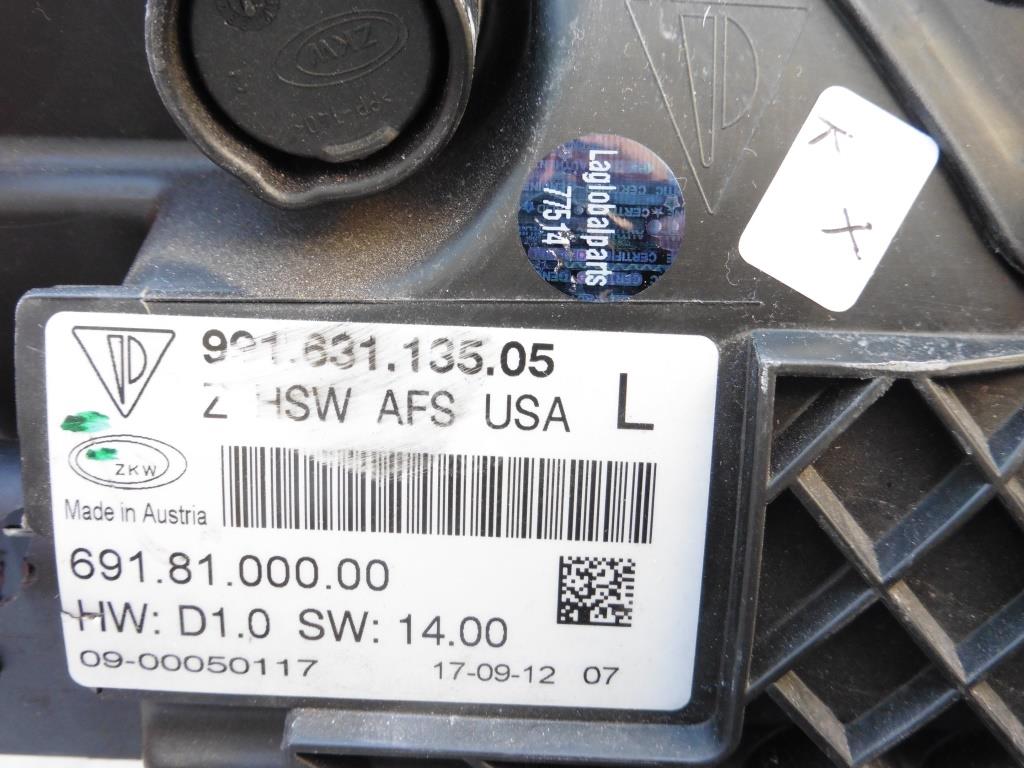 ZKW
Laglobalparts
77514
K X
991.631.135.05
Z HSW AFS USA L
ZKW
Made in Austria
691.81.000.00
HW: D1.0 SW: 14.00
09-00050117 17-09-12 07